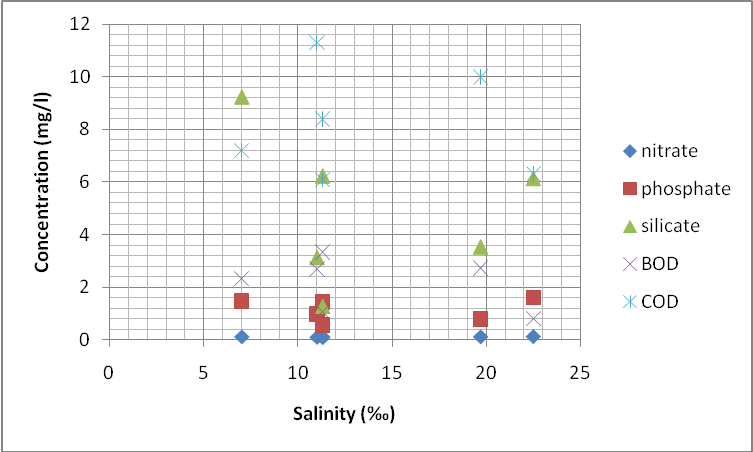 12
10
8
6
4
2
0
Concentration (mg/l)
0 5 10 15 20 25
Salinity (‰)
nitrate
phosphate
silicate
BOD
COD